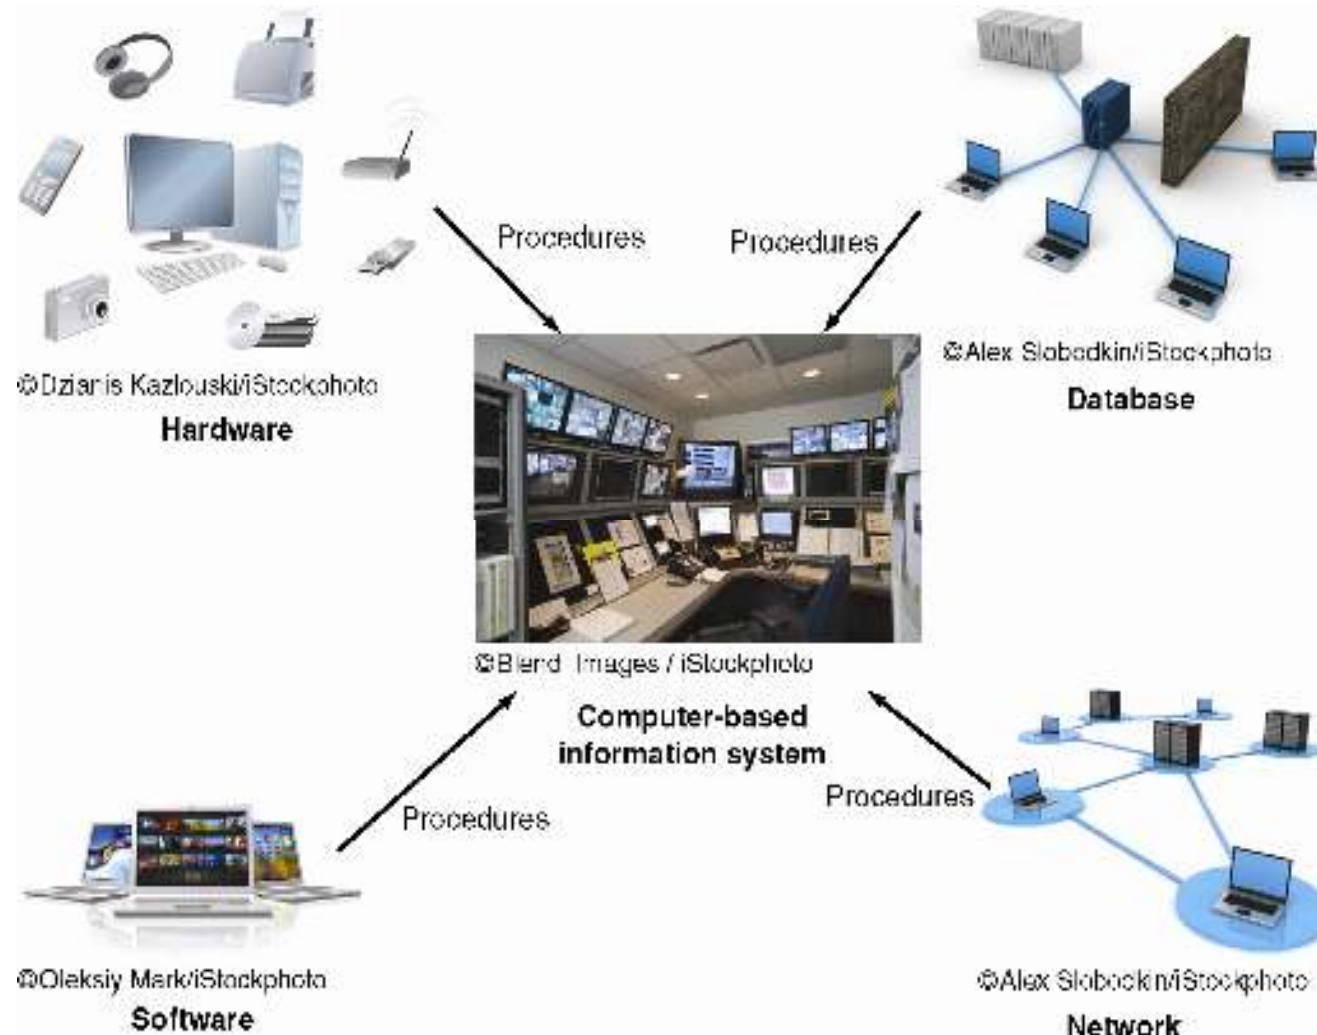 Procedures
Procedures
©Alex Slobodkin/iStockphoto
Database
©Dzianis Kazlouski/iStockphoto
Hardware
©Blend Images / iStockphoto
Computer-based
information system
Procedures
Procedures
©Oleksiy Mark/iStockphoto
Software
©Alex Slobodkin/iStockphoto
Network